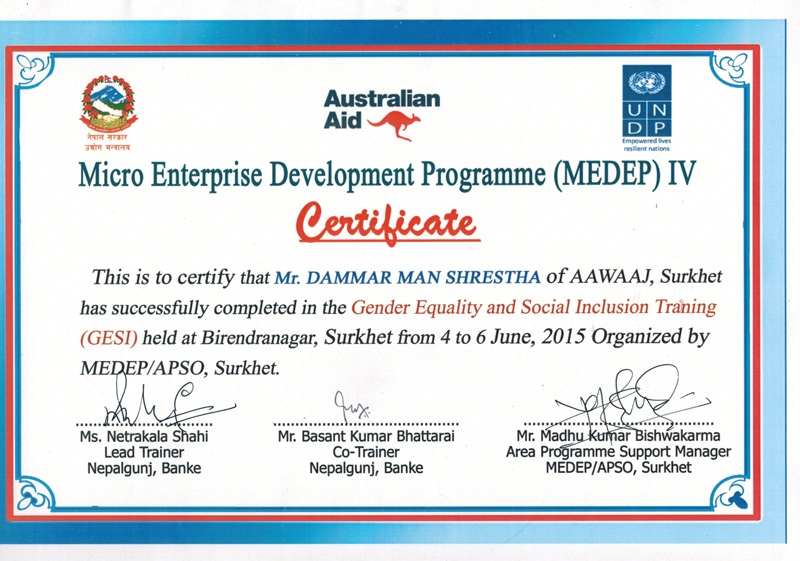 Australian
Aid
UN
DP
Empowered lives
resilient nations
नेपाल सरकार
उद्योग मन्त्रालय
Micro Enterprise Development Programme (MEDEP) IV
Certificate
This is to certify that Mr. DAMMAR MAN SHRESTHA of AAWAAJ, Surkhet
has successfully completed in the Gender Equality and Social Inclusion Traning
(GESI) held at Birendranagar, Surkhet from 4 to 6 June, 2015 Organized by
MEDEP/APSO, Surkhet.
Ms. Netrakala Shahi
Lead Trainer
Nepalgunj, Banke
Mr. Basant Kumar Bhattarai
Co-Trainer
Nepalgunj, Banke
Mr. Madhu Kumar Bishwakarma
Area Programme Support Manager
MEDEP/APSO, Surkhet